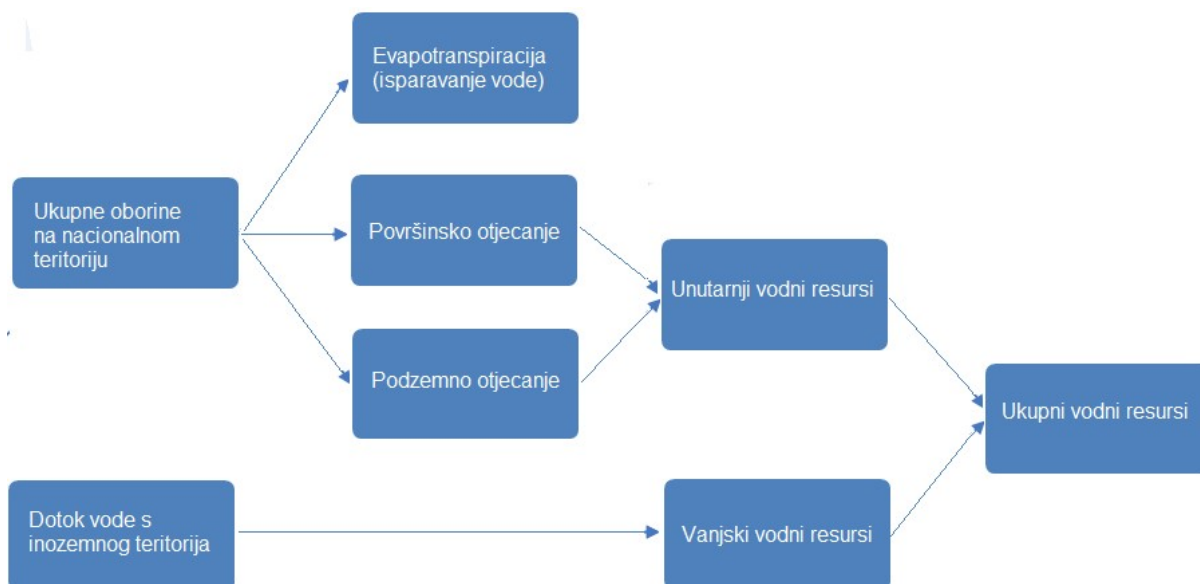 Evapotranspiracija
(isparavanje vode)
Ukupne oborine
na nacionalnom
teritoriju
Površinsko otjecanje
Unutarnji vodni resursi
Podzemno otjecanje
Ukupni vodni resursi
Dotok vode s
inozemnog teritorija
Vanjski vodni resursi